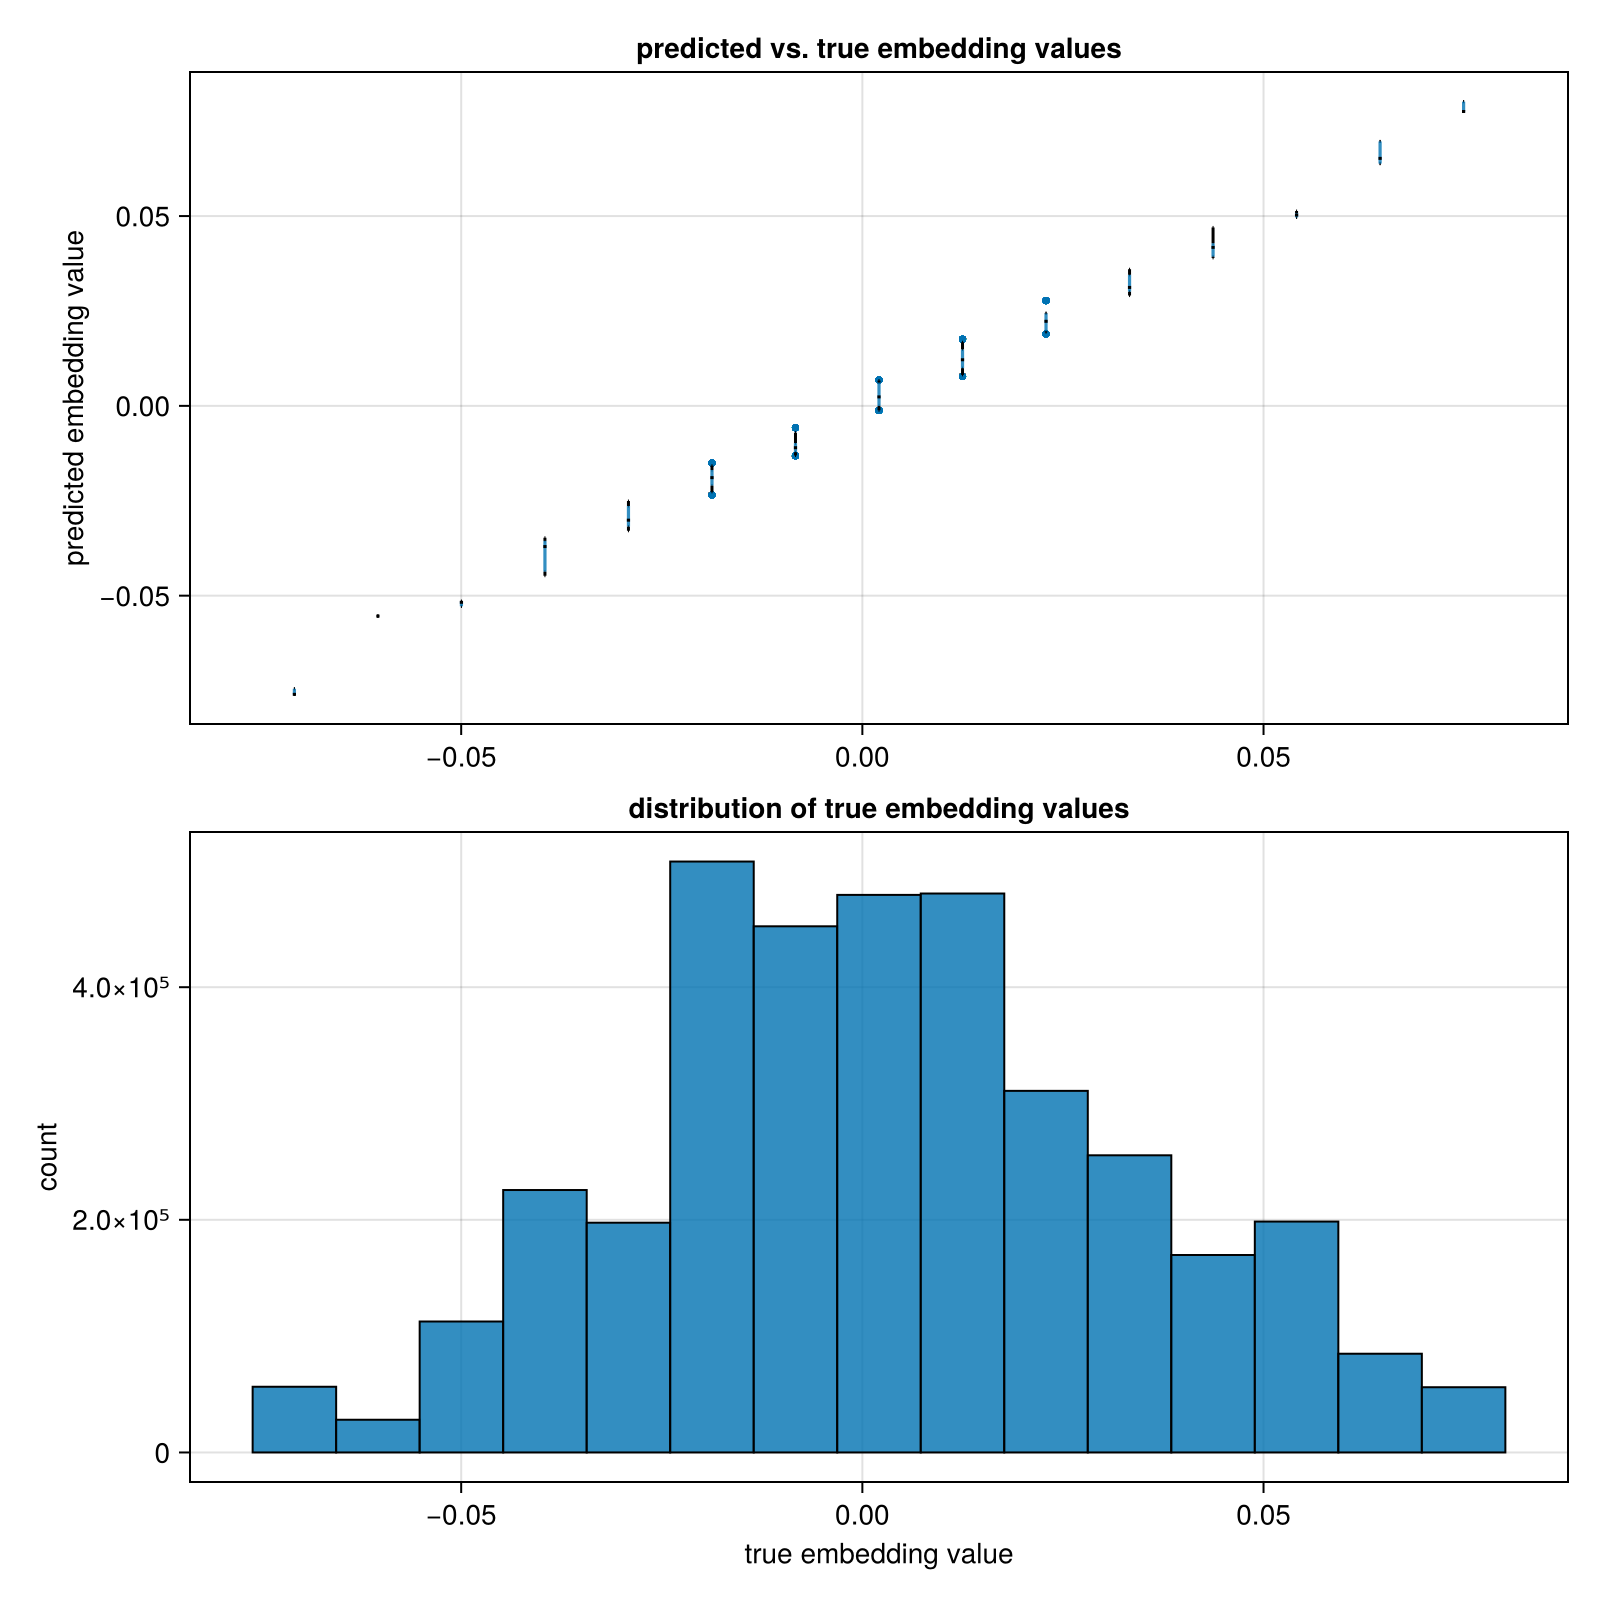 predicted vs. true embedding values
predicted embedding value
0.05
0.00
−0.05
−0.05 0.00 0.05
distribution of true embedding values
count
4.0×10⁵
2.0×10⁵
0
−0.05 0.00 0.05
true embedding value